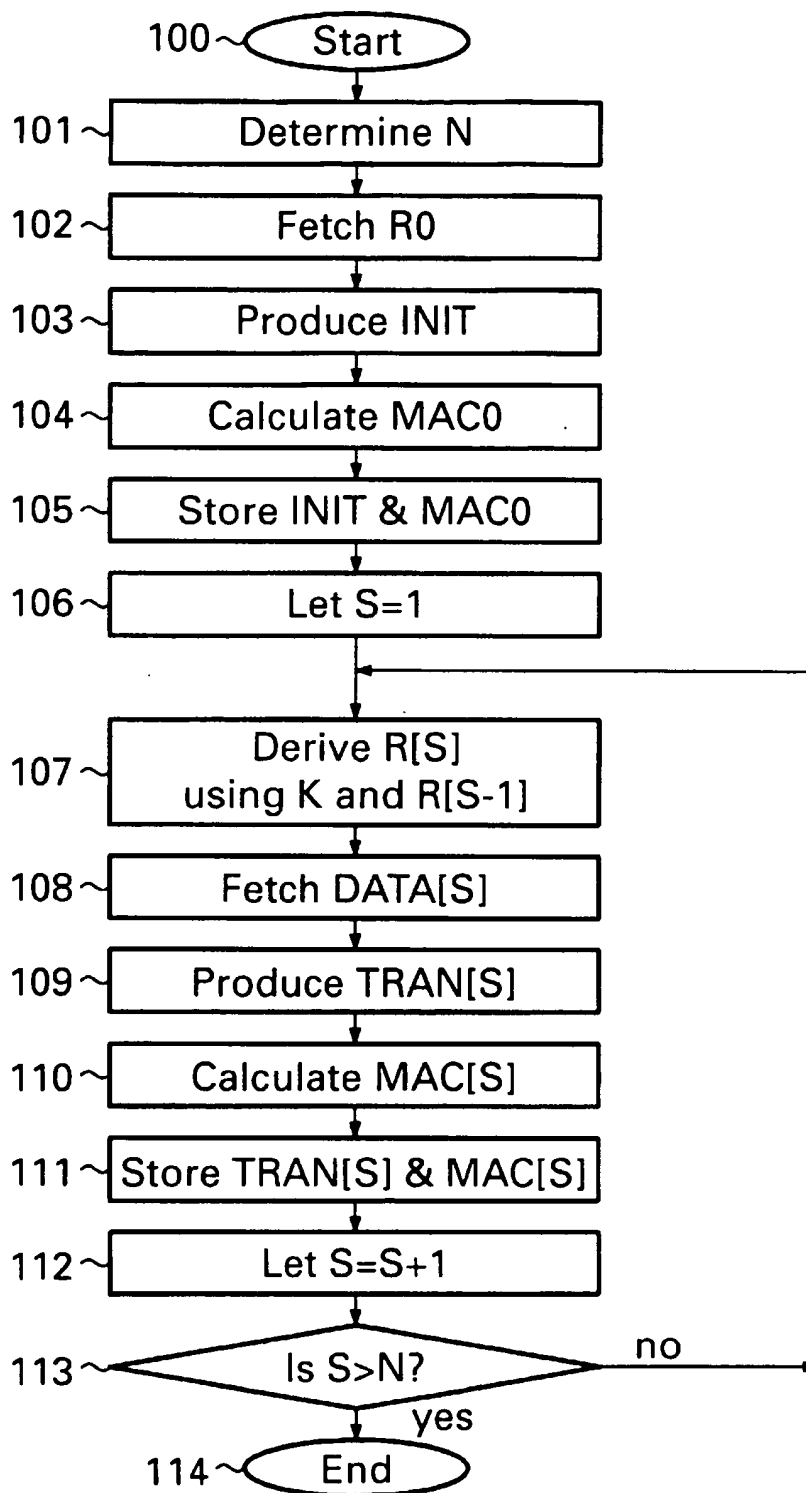 100 Start
101 Determine N
102 Fetch R0
103 Produce INIT
104 Calculate MAC0
105 Store INIT & MAC0
106 Let S=1
107 Derive R[S]
using K and R[S-1]
108 Fetch DATA[S]
109 Produce TRAN[S]
110 Calculate MAC[S]
111 Store TRAN[S] & MAC[S]
112 Let S=S+1
113 Is S>N? no
yes
114 End